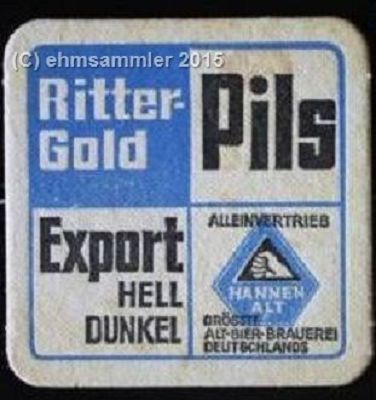 (C) ehmsammler 2015
Ritter-
Gold
Pils
Export
HELL
DUNKEL
ALLEINVERTRIEB
HANNEN
ALT
GRÖSSTE
ALT-BIER-BRAUEREI
DEUTSCHLANDS